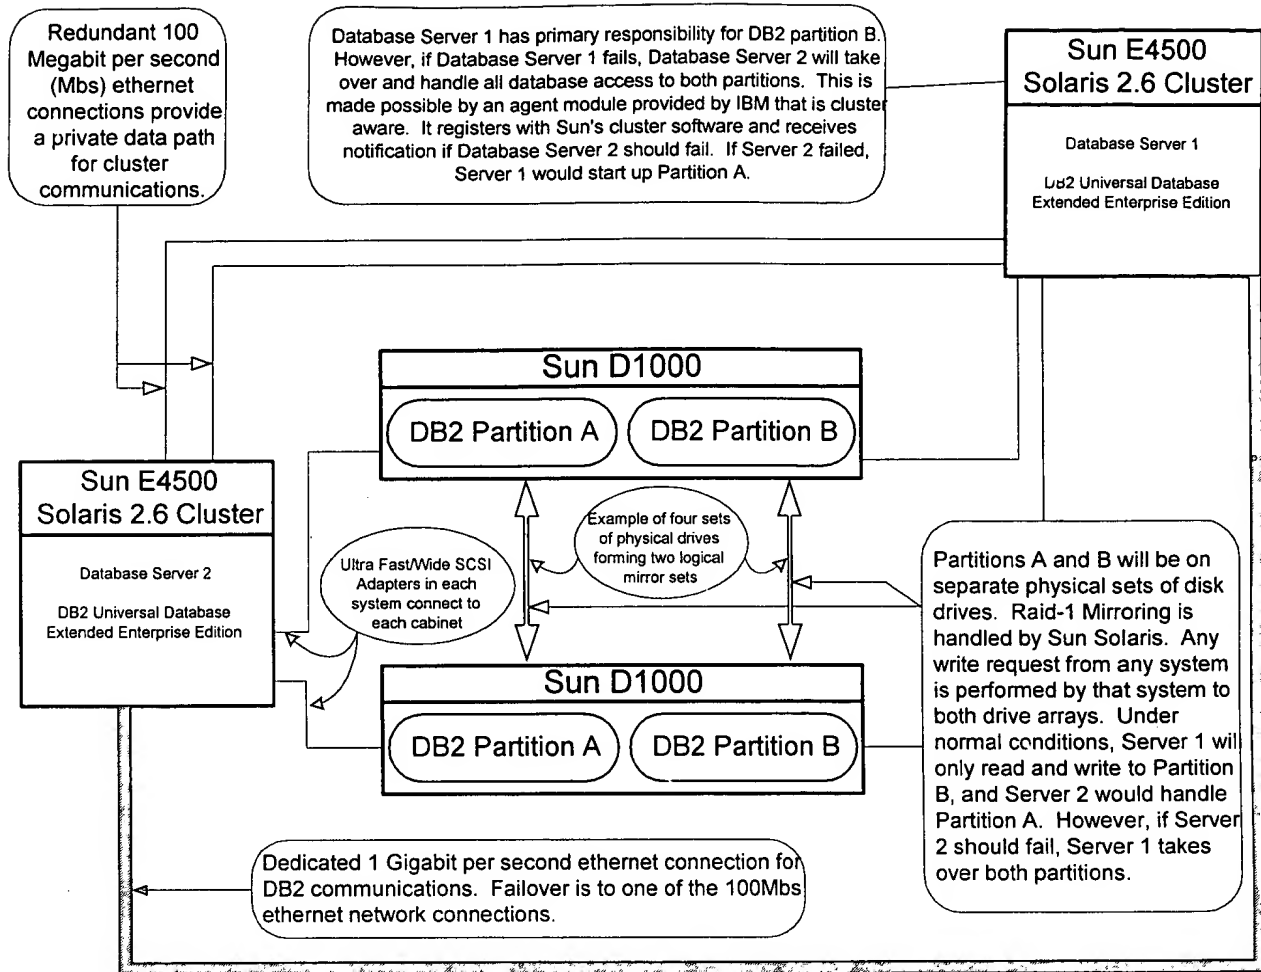 Redundant 100
Megabit per second
(Mbs) ethernet
connections provide
a private data path
for cluster
communications.
Database Server 1 has primary responsibility for DB2 partition B.
However, if Database Server 1 fails, Database Server 2 will take
over and handle all database access to both partitions. This is
made possible by an agent module provided by IBM that is cluster
aware. It registers with Sun's cluster software and receives
notification if Database Server 2 should fail. If Server 2 failed,
Server 1 would start up Partition A.
Sun E4500
Solaris 2.6 Cluster
Database Server 1
DB2 Universal Database
Extended Enterprise Edition
Sun D1000
DB2 Partition A
DB2 Partition B
Sun E4500
Solaris 2.6 Cluster
Database Server 2
DB2 Universal Database
Extended Enterprise Edition
Ultra Fast/Wide SCSI
Adapters in each
system connect to
each cabinet
Example of four sets
of physical drives
forming two logical
mirror sets
Partitions A and B will be on
separate physical sets of disk
drives. Raid-1 Mirroring is
handled by Sun Solaris. Any
write request from any system
is performed by that system to
both drive arrays. Under
normal conditions, Server 1 will
only read and write to Partition
B, and Server 2 would handle
Partition A. However, if Server
2 should fail, Server 1 takes
over both partitions.
Sun D1000
DB2 Partition A
DB2 Partition B
Dedicated 1 Gigabit per second ethernet connection for
DB2 communications. Failover is to one of the 100Mbs
ethernet network connections.